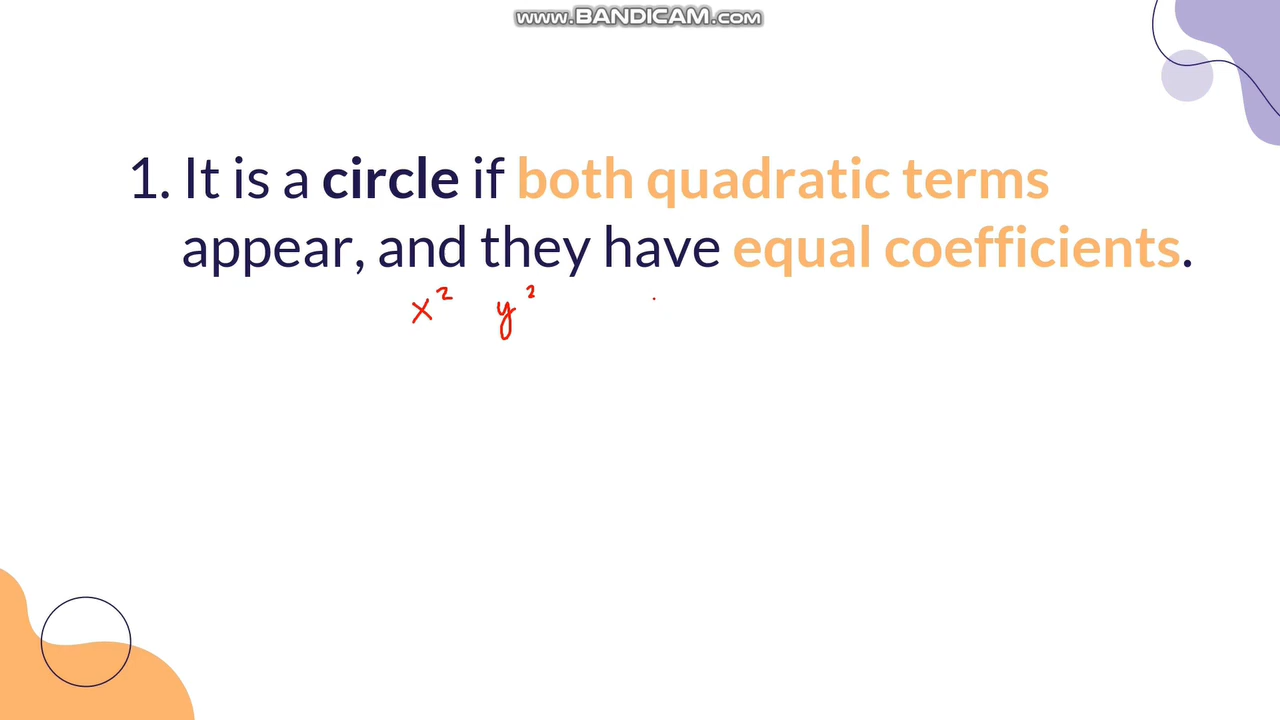 www.BANDICAM.com
1. It is a circle if both quadratic terms
appear, and they have equal coefficients.
x² y²